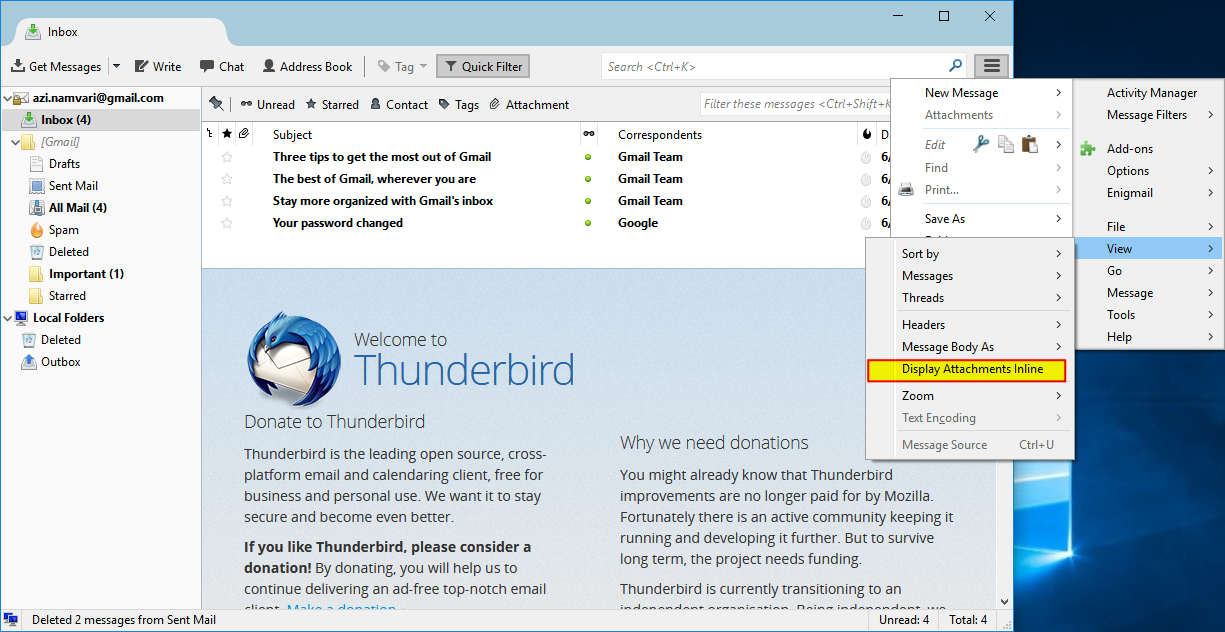 Inbox
Get Messages
Write
Chat
Address Book
Tag
Quick Filter
Search <Ctrl+K>
azi.namvari@gmail.com
Inbox (4)
[Gmail]
Drafts
Sent Mail
All Mail (4)
Spam
Deleted
Important (1)
Starred
Local Folders
Deleted
Outbox
Unread
Starred
Contact
Tags
Attachment
Filter these messages <Ctrl+Shift+K
Subject
Correspondents
D
Three tips to get the most out of Gmail
Gmail Team
6/
The best of Gmail, wherever you are
Gmail Team
6/
Stay more organized with Gmail's inbox
Gmail Team
6/
Your password changed
Google
6/
Welcome to
Thunderbird
Donate to Thunderbird
Thunderbird is the leading open source, cross-
platform email and calendaring client, free for
business and personal use. We want it to stay
secure and become even better.
If you like Thunderbird, please consider a
donation! By donating, you will help us to
continue delivering an ad-free top-notch email
client. Make a donation
Why we need donations
You might already know that Thunderbird
improvements are no longer paid for by Mozilla.
Fortunately there is an active community keeping it
running and developing it further. But to survive
long term, the project needs funding.
Thunderbird is currently transitioning to an
independent organisation. Being independent, we
New Message
Attachments
Edit
Find
Print...
Save As
Activity Manager
Message Filters
Add-ons
Options
Enigmail
File
View
Go
Message
Tools
Help
Sort by
Messages
Threads
Headers
Message Body As
Display Attachments Inline
Zoom
Text Encoding
Message Source Ctrl+U
Deleted 2 messages from Sent Mail
Unread: 4
Total: 4